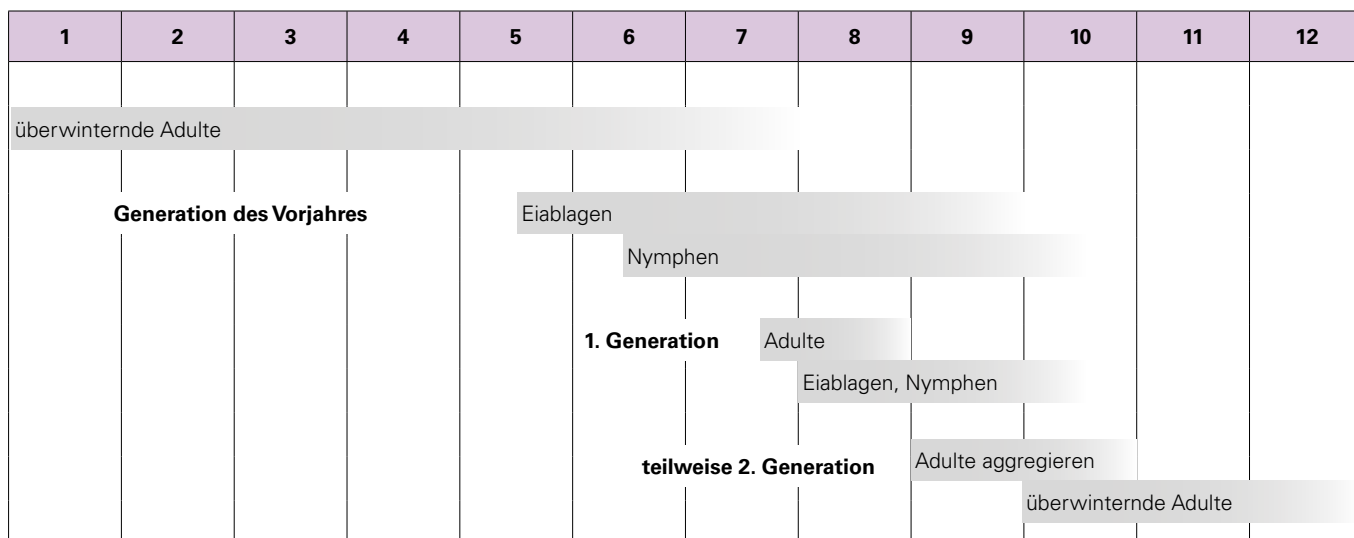 1 2 3 4 5 6 7 8 9 10 11 12
überwinternde Adulte
Generation des Vorjahres Eiablagen
Nymphen
1. Generation Adulte
Eiablagen, Nymphen
teilweise 2. Generation Adulte aggregieren
überwinternde Adulte